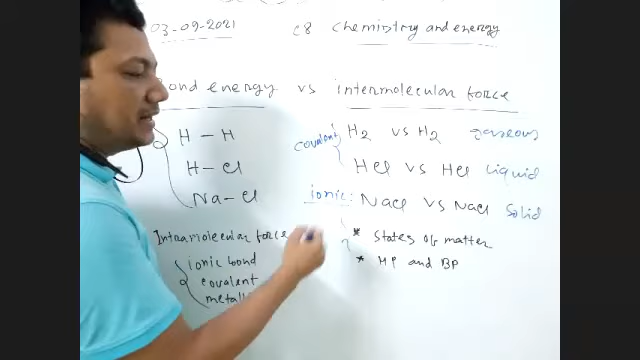 03-09-2021 C8 Chemistry and energy
ond energy vs intermolecular force
H - H
H - Cl
Na - Cl
Intramolecular force
ionic bond
covalent
metall
covalent
H2 vs H2 gaseous
HCl vs HCl Liquid
ionic: NaCl vs NaCl Solid
* States of matter
* MP and BP